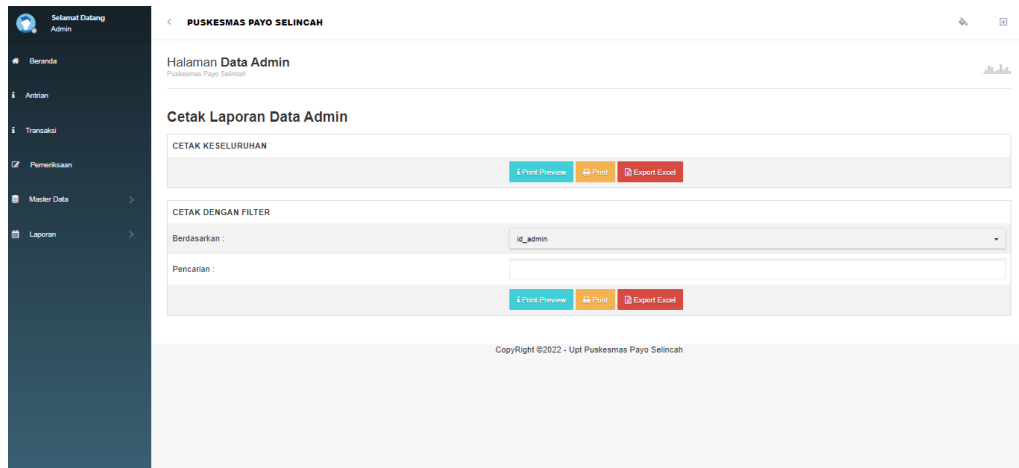 Selamat Datang
Admin
PUSKESMAS PAYO SELINCAH
Beranda
Antrian
Transaksi
Pemeriksaan
Master Data
Laporan
Halaman Data Admin
Puskesmas Payo Selincah
Cetak Laporan Data Admin
CETAK KESELURUHAN
Print Preview Print Export Excel
CETAK DENGAN FILTER
Berdasarkan : id_admin
Pencarian :
Print Preview Print Export Excel
CopyRight ©2022 - Upt Puskesmas Payo Selincah